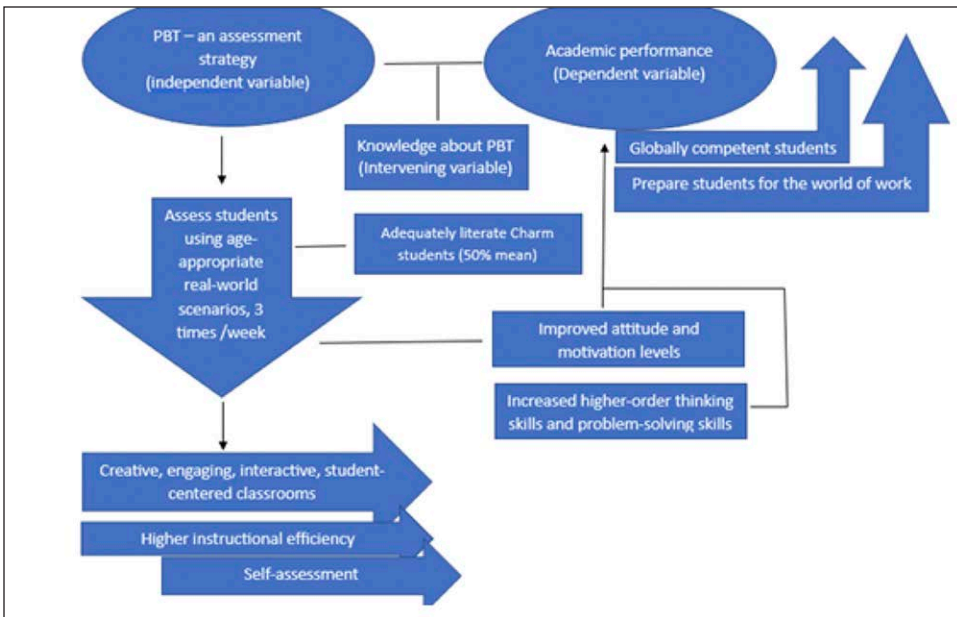 PBT – an assessment
strategy
(independent variable)
Academic performance
(Dependent variable)
Knowledge about PBT
(Intervening variable)
Globally competent students
Prepare students for the world of work
Assess students
using age-
appropriate
real-world
scenarios, 3
times /week
Adequately literate Charm
students (50% mean)
Improved attitude and
motivation levels
Increased higher-order thinking
skills and problem-solving skills
Creative, engaging, interactive, student-
centered classrooms
Higher instructional efficiency
Self-assessment